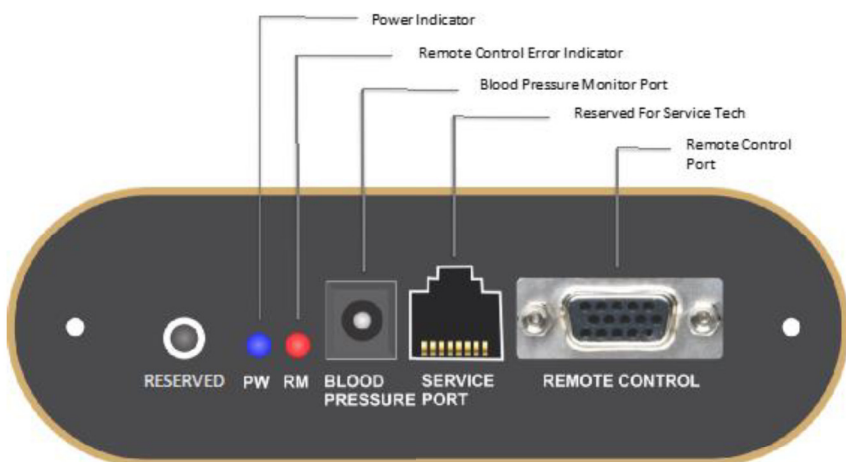 Power Indicator
Remote Control Error Indicator
Blood Pressure Monitor Port
Reserved For Service Tech
Remote Control
Port
RESERVED PW RM BLOOD SERVICE REMOTE CONTROL
PRESSURE PORT